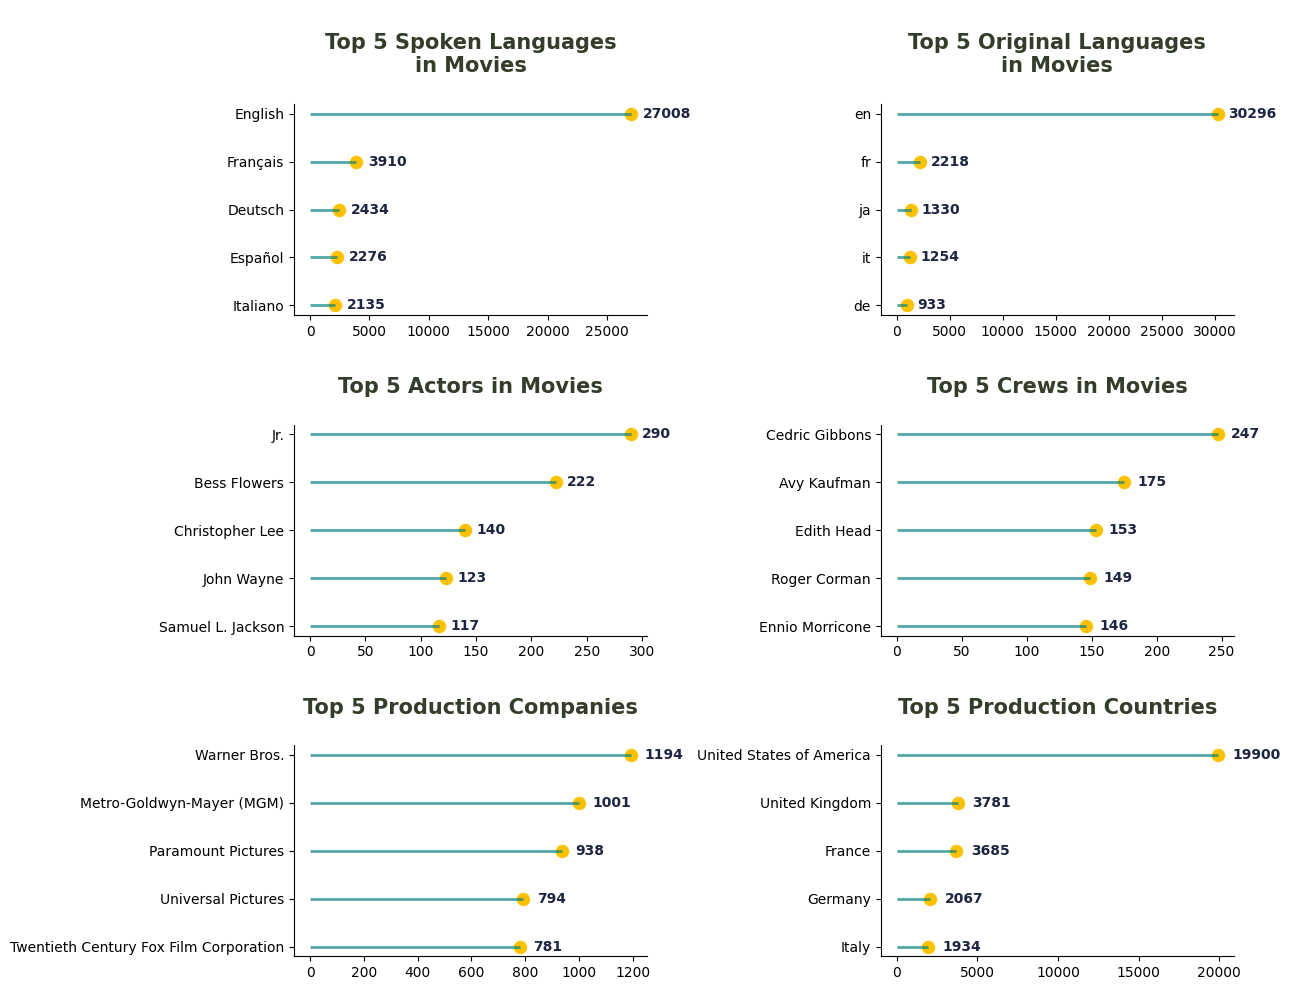 Top 5 Spoken Languages
in Movies
English
27008
Français
3910
Deutsch
2434
Español
2276
Italiano
2135
0 5000 10000 15000 20000 25000
Top 5 Original Languages
in Movies
en
30296
fr
2218
ja
1330
it
1254
de
933
0 5000 10000 15000 20000 25000 30000
Top 5 Actors in Movies
Jr.
290
Bess Flowers
222
Christopher Lee
140
John Wayne
123
Samuel L. Jackson
117
0 50 100 150 200 250 300
Top 5 Crews in Movies
Cedric Gibbons
247
Avy Kaufman
175
Edith Head
153
Roger Corman
149
Ennio Morricone
146
0 50 100 150 200 250
Top 5 Production Companies
Warner Bros.
1194
Metro-Goldwyn-Mayer (MGM)
1001
Paramount Pictures
938
Universal Pictures
794
Twentieth Century Fox Film Corporation
781
0 200 400 600 800 1000 1200
Top 5 Production Countries
United States of America
19900
United Kingdom
3781
France
3685
Germany
2067
Italy
1934
0 5000 10000 15000 20000